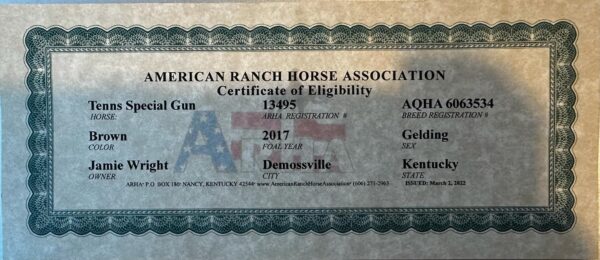 AMERICAN RANCH HORSE ASSOCIATION
Certificate of Eligibility
Tenns Special Gun 13495 AQHA 6063534
HORSE: ARHA REGISTRATION # BREED REGISTRATION #
Brown 2017 Gelding
COLOR FOAL YEAR SEX
Jamie Wright Demossville Kentucky
OWNER CITY STATE
ARHA• P.O. BOX 186• NANCY, KENTUCKY 42544• www.AmericanRanchHorseAssociation• (606) 271-2963 ISSUED: March 2, 2022